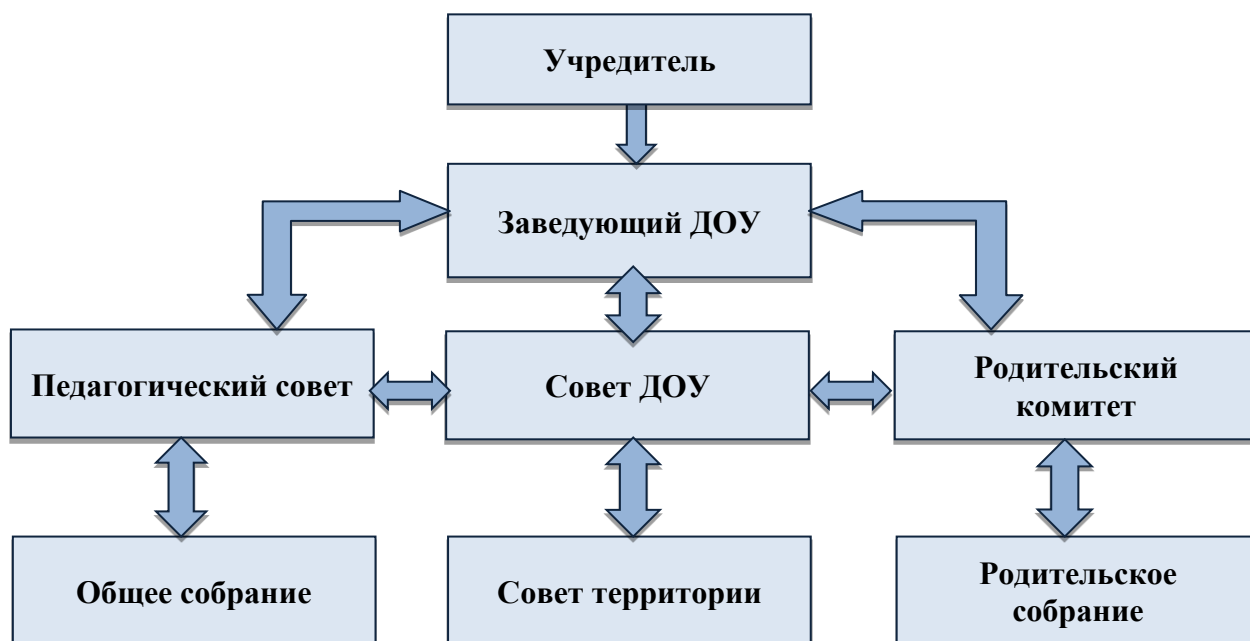 Учредитель
Заведующий ДОУ
Педагогический совет
Совет ДОУ
Родительский
комитет
Общее собрание
Совет территории
Родительское
собрание